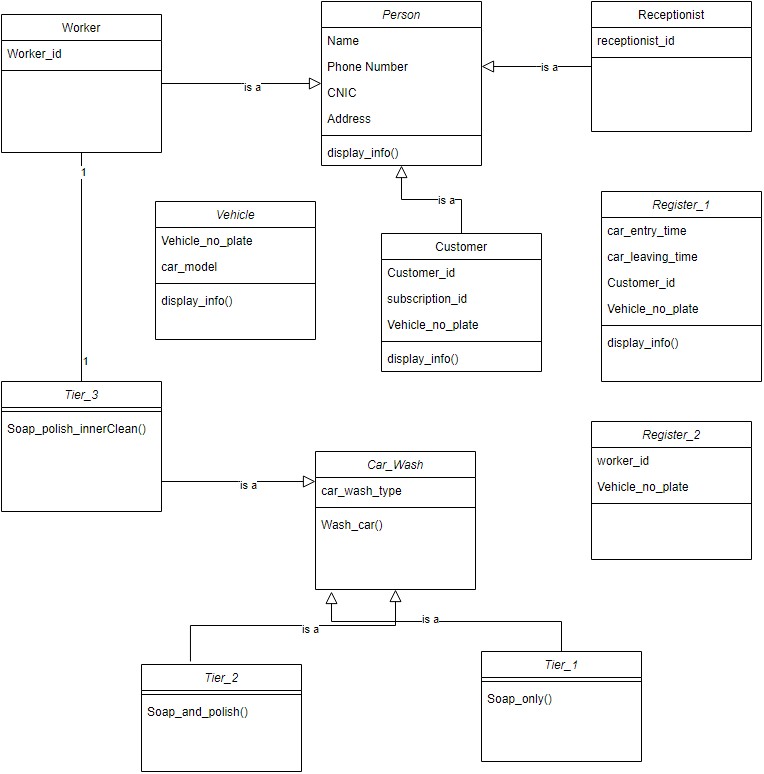 Worker
Worker_id
Person
Name
Phone Number
CNIC
Address
display_info()
Receptionist
receptionist_id
is a
is a
is a
1
Vehicle
Vehicle_no_plate
car_model
display_info()
Customer
Customer_id
subscription_id
Vehicle_no_plate
display_info()
Register_1
car_entry_time
car_leaving_time
Customer_id
Vehicle_no_plate
display_info()
1
Tier_3
Soap_polish_innerClean()
is a
Car_Wash
car_wash_type
Wash_car()
Register_2
worker_id
Vehicle_no_plate
is a
is a
Tier_2
Soap_and_polish()
Tier_1
Soap_only()